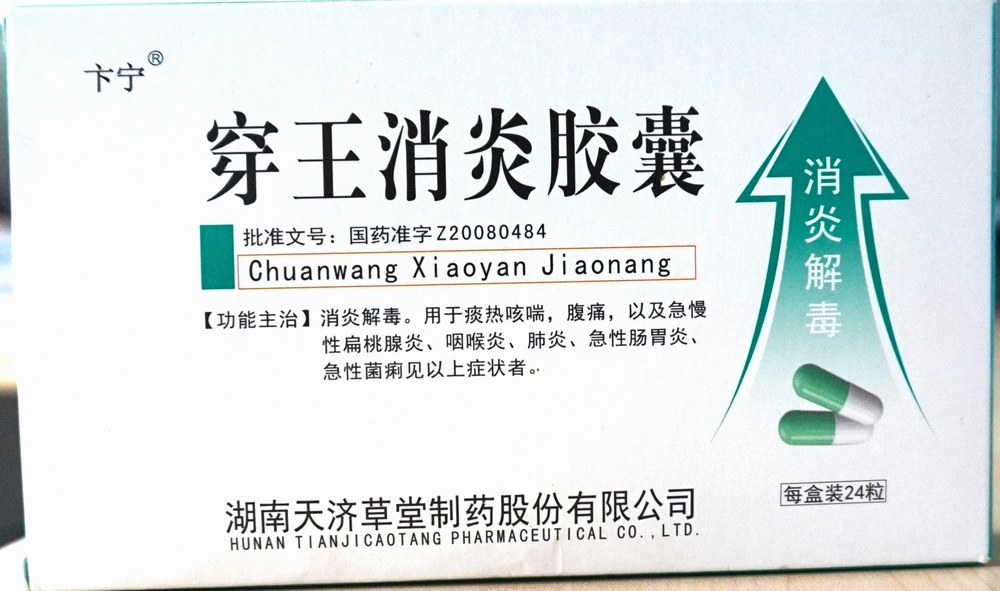 卞宁®
穿王消炎胶囊
批准文号：国药准字Z20080484
Chuanwang Xiaoyan Jiaonang
【功能主治】消炎解毒。用于痰热咳喘，腹痛，以及急慢
性扁桃腺炎、咽喉炎、肺炎、急性肠胃炎、
急性菌痢见以上症状者。
消炎解毒
每盒装24粒
湖南天济草堂制药股份有限公司
HUNAN TIANJICAOTANG PHARMACEUTICAL CO.,LTD.